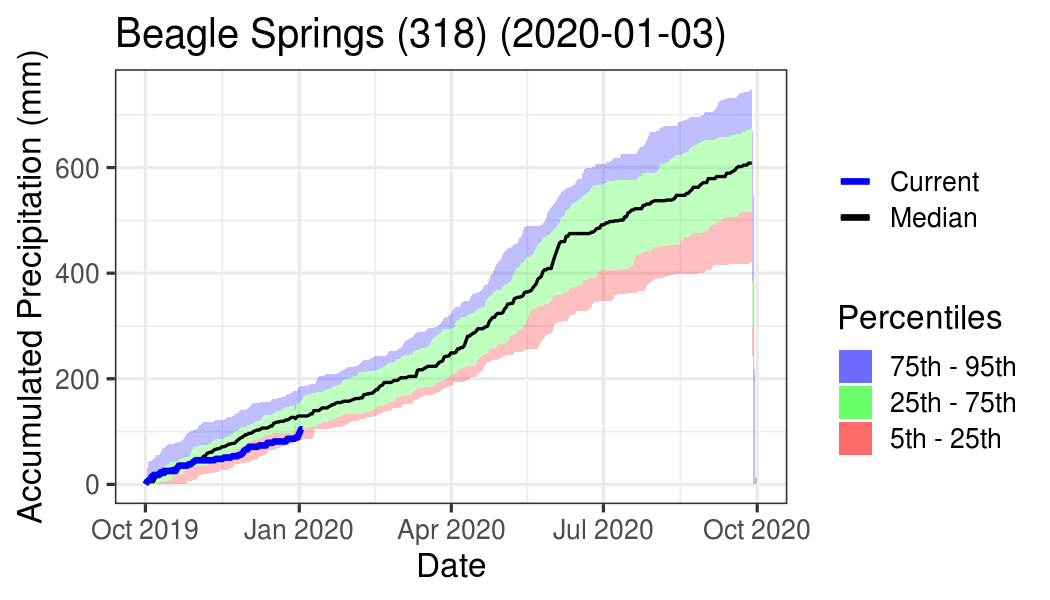 Beagle Springs (318) (2020-01-03)
Accumulated Precipitation (mm)
600
400
200
0
Oct 2019
Jan 2020
Apr 2020
Jul 2020
Oct 2020
Date
Current
Median
Percentiles
75th - 95th
25th - 75th
5th - 25th